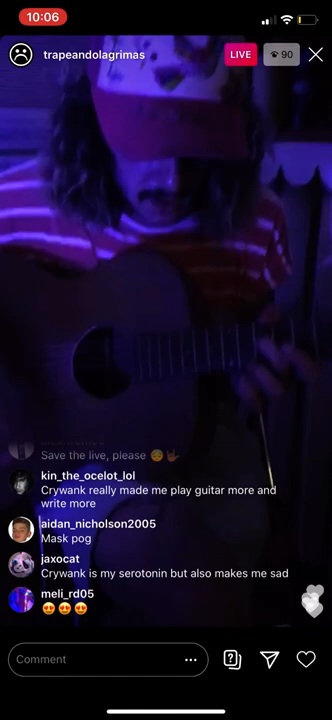 10:06
trapeandolagrimas
LIVE
90
Save the live, please
kin_the_ocelot_lol
Crywank really made me play guitar more and
write more
aidan_nicholson2005
Mask pog
jaxocat
Crywank is my serotonin but also makes me sad
meli_rd05
Comment